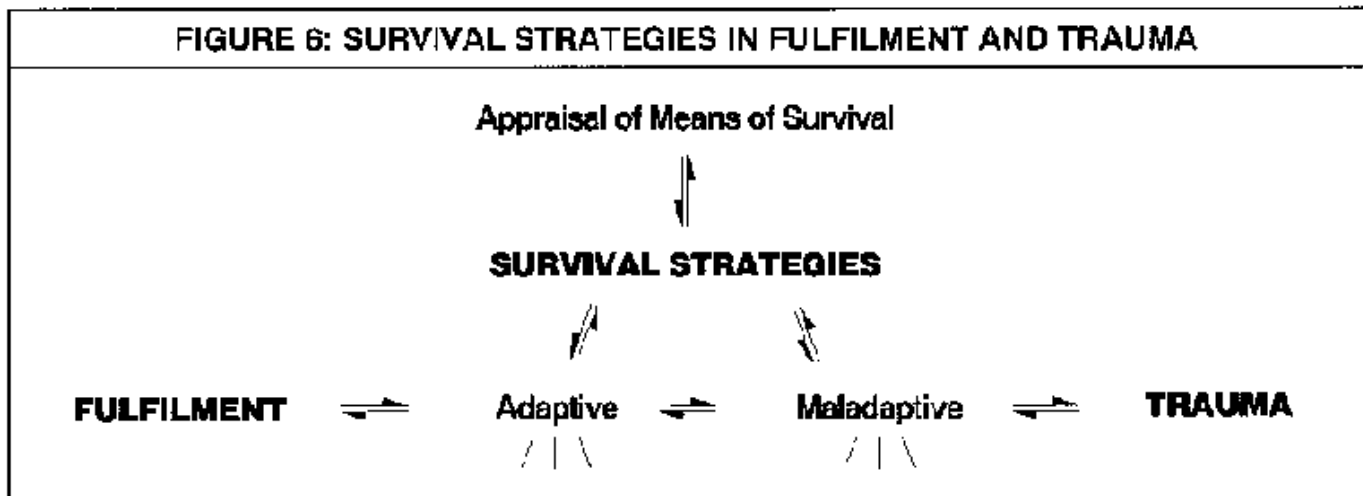 FIGURE 6: SURVIVAL STRATEGIES IN FULFILMENT AND TRAUMA
Appraisal of Means of Survival
SURVIVAL STRATEGIES
FULFILMENT Adaptive Maladaptive TRAUMA